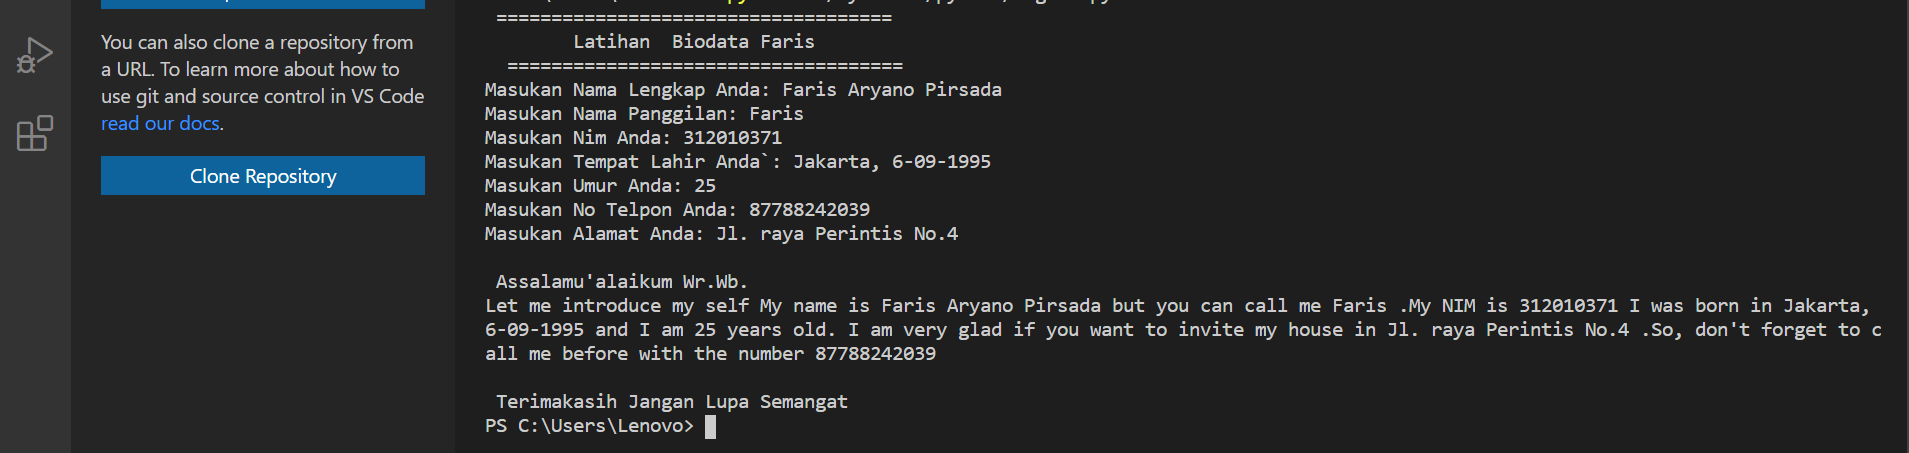 You can also clone a repository from
a URL. To learn more about how to
use git and source control in VS Code
read our docs.
Clone Repository
====================================
Latihan  Biodata Faris
====================================
Masukan Nama Lengkap Anda: Faris Aryano Pirsada
Masukan Nama Panggilan: Faris
Masukan Nim Anda: 312010371
Masukan Tempat Lahir Anda`: Jakarta, 6-09-1995
Masukan Umur Anda: 25
Masukan No Telpon Anda: 87788242039
Masukan Alamat Anda: Jl. raya Perintis No.4
Assalamu'alaikum Wr.Wb.
Let me introduce my self My name is Faris Aryano Pirsada but you can call me Faris .My NIM is 312010371 I was born in Jakarta,
6-09-1995 and I am 25 years old. I am very glad if you want to invite my house in Jl. raya Perintis No.4 .So, don't forget to c
all me before with the number 87788242039
Terimakasih Jangan Lupa Semangat
PS C:\Users\Lenovo>